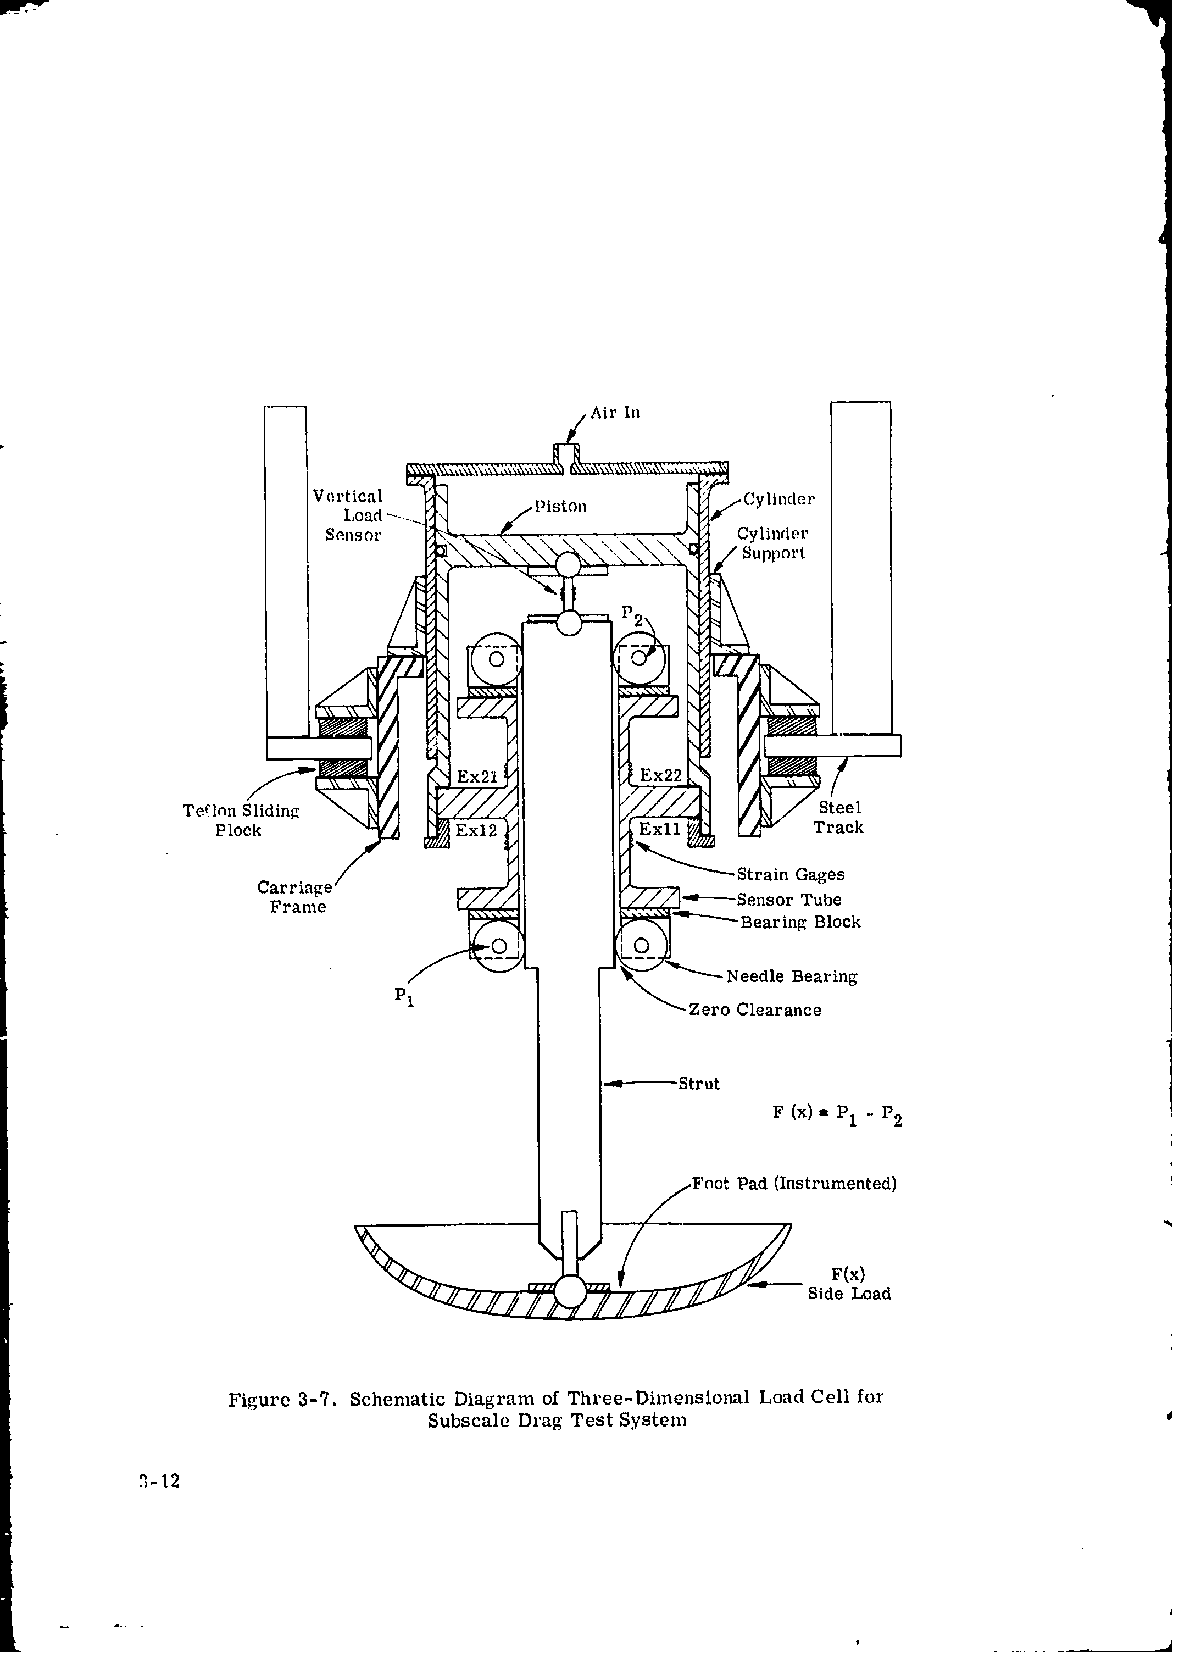 Air In
Vertical
Load
Sensor
Piston
Cylinder
Cylinder
Support
P2
Ex21
Ex22
Ex12
Ex11
Teflon Sliding
Plock
Steel
Track
Carriage
Frame
Strain Gages
Sensor Tube
Bearing Block
Needle Bearing
P1
Zero Clearance
Strut
F (x) = P1 - P2
Foot Pad (Instrumented)
F(x)
Side Load
Figure 3-7. Schematic Diagram of Three-Dimensional Load Cell for
Subscale Drag Test System
3-12